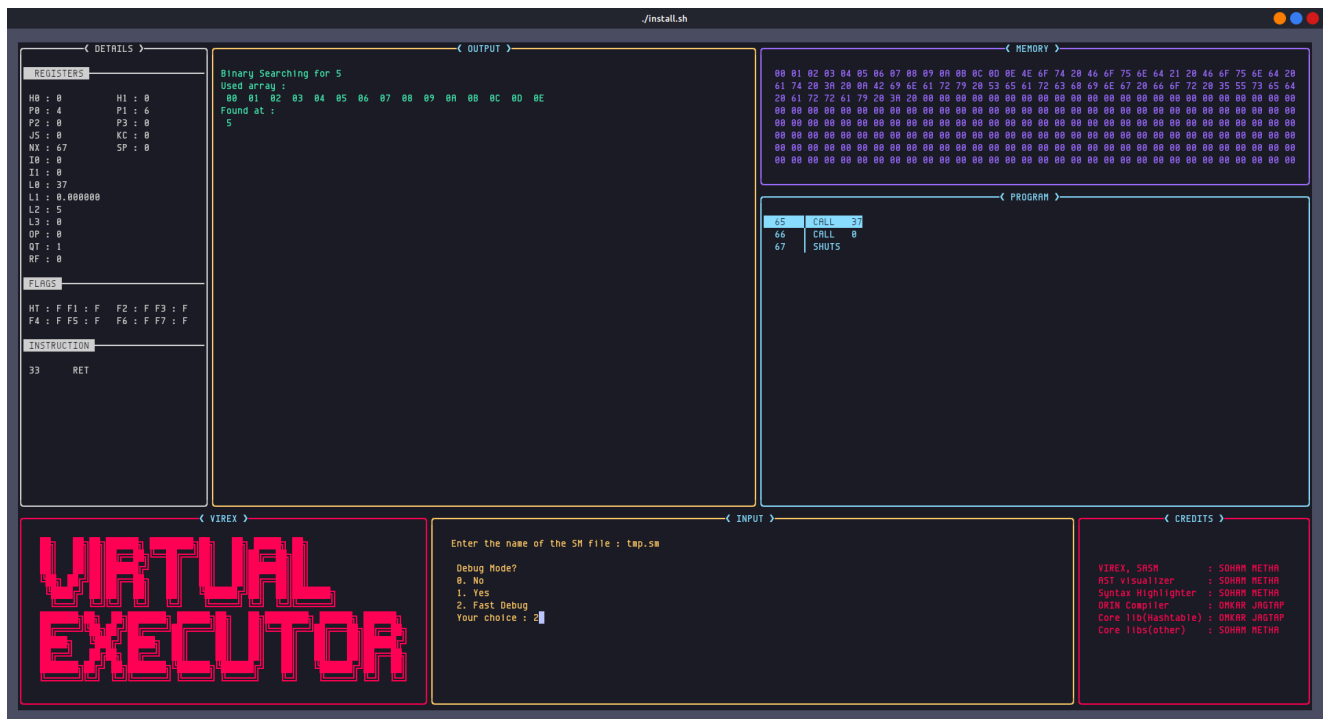 ./install.sh
DETAILS
REGISTERS
H0 : 0 H1 : 0
P0 : 4 P1 : 6
P2 : 0 P3 : 0
JS : 0 KC : 0
NX : 67 SP : 0
I0 : 0
I1 : 0
L0 : 37
L1 : 0.000000
L2 : 5
L3 : 0
OP : 0
QT : 1
RF : 0
FLAGS
HT : F F1 : F F2 : F F3 : F
F4 : F F5 : F F6 : F F7 : F
INSTRUCTION
33 RET
OUTPUT
Binary Searching for 5
Used array :
00 01 02 03 04 05 06 07 08 09 0A 0B 0C 0D 0E
Found at :
5
MEMORY
00 01 02 03 04 05 06 07 08 09 0A 0B 0C 0D 0E 4E 6F 74 20 46 6F 75 6E 64 21 20 46 6F 75 6E 64 20
61 74 20 3A 20 0A 42 69 6E 61 72 79 20 53 65 61 72 63 68 69 6E 67 20 66 6F 72 20 35 55 73 65 64
20 61 72 72 61 79 20 3A 20 00 00 00 00 00 00 00 00 00 00 00 00 00 00 00 00 00 00 00 00 00 00 00
00 00 00 00 00 00 00 00 00 00 00 00 00 00 00 00 00 00 00 00 00 00 00 00 00 00 00 00 00 00 00 00
00 00 00 00 00 00 00 00 00 00 00 00 00 00 00 00 00 00 00 00 00 00 00 00 00 00 00 00 00 00 00 00
00 00 00 00 00 00 00 00 00 00 00 00 00 00 00 00 00 00 00 00 00 00 00 00 00 00 00 00 00 00 00 00
00 00 00 00 00 00 00 00 00 00 00 00 00 00 00 00 00 00 00 00 00 00 00 00 00 00 00 00 00 00 00 00
00 00 00 00 00 00 00 00 00 00 00 00 00 00 00 00 00 00 00 00 00 00 00 00 00 00 00 00 00 00 00 00
PROGRAM
65 CALL 37
66 CALL 0
67 SHUTS
VIREX
VIRTUAL
EXECUTOR
INPUT
Enter the name of the SM file : tmp.sm
Debug Mode?
0. No
1. Yes
2. Fast Debug
Your choice : 2
CREDITS
VIREX, SASM : SOHAM METHA
AST visualizer : SOHAM METHA
Syntax Highlighter : SOHAM METHA
ORIN Compiler : OMKAR JAGTAP
Core lib(Hashtable) : OMKAR JAGTAP
Core libs(other) : SOHAM METHA